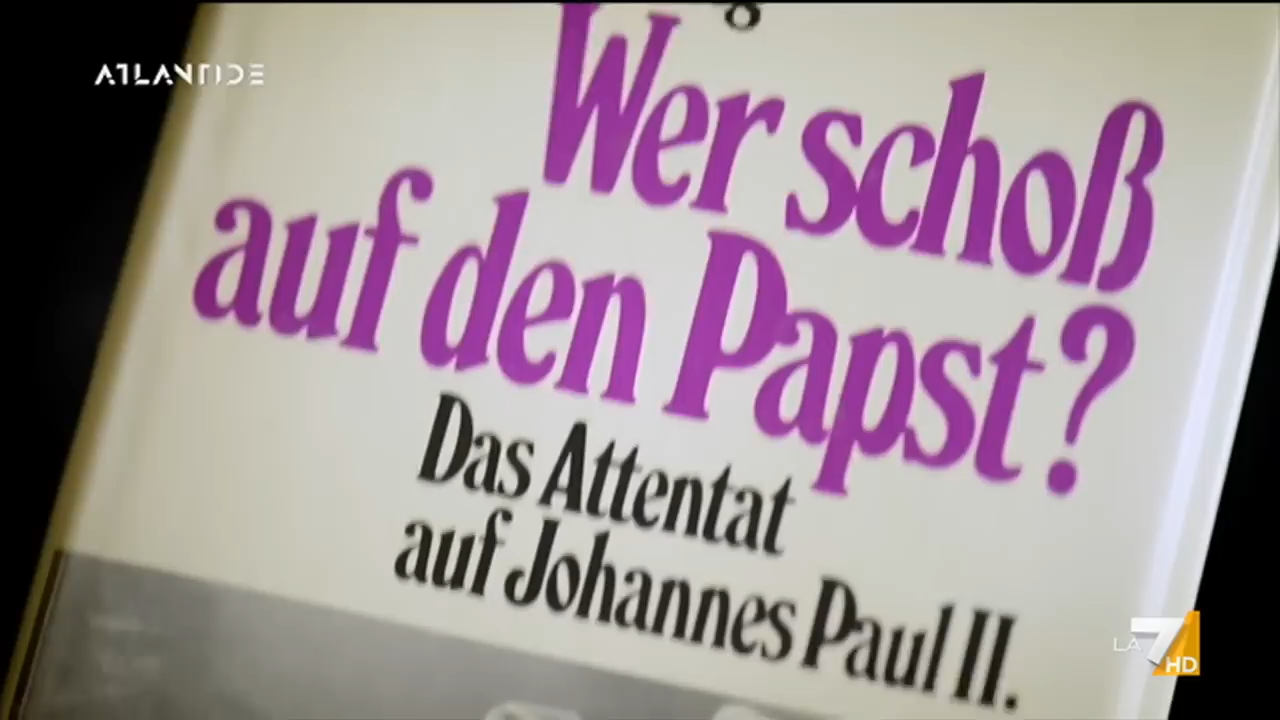 ATLANTIDE
g
Wer schoß
auf den Papst?
Das Attentat
auf Johannes Paul II.
LA7 HD